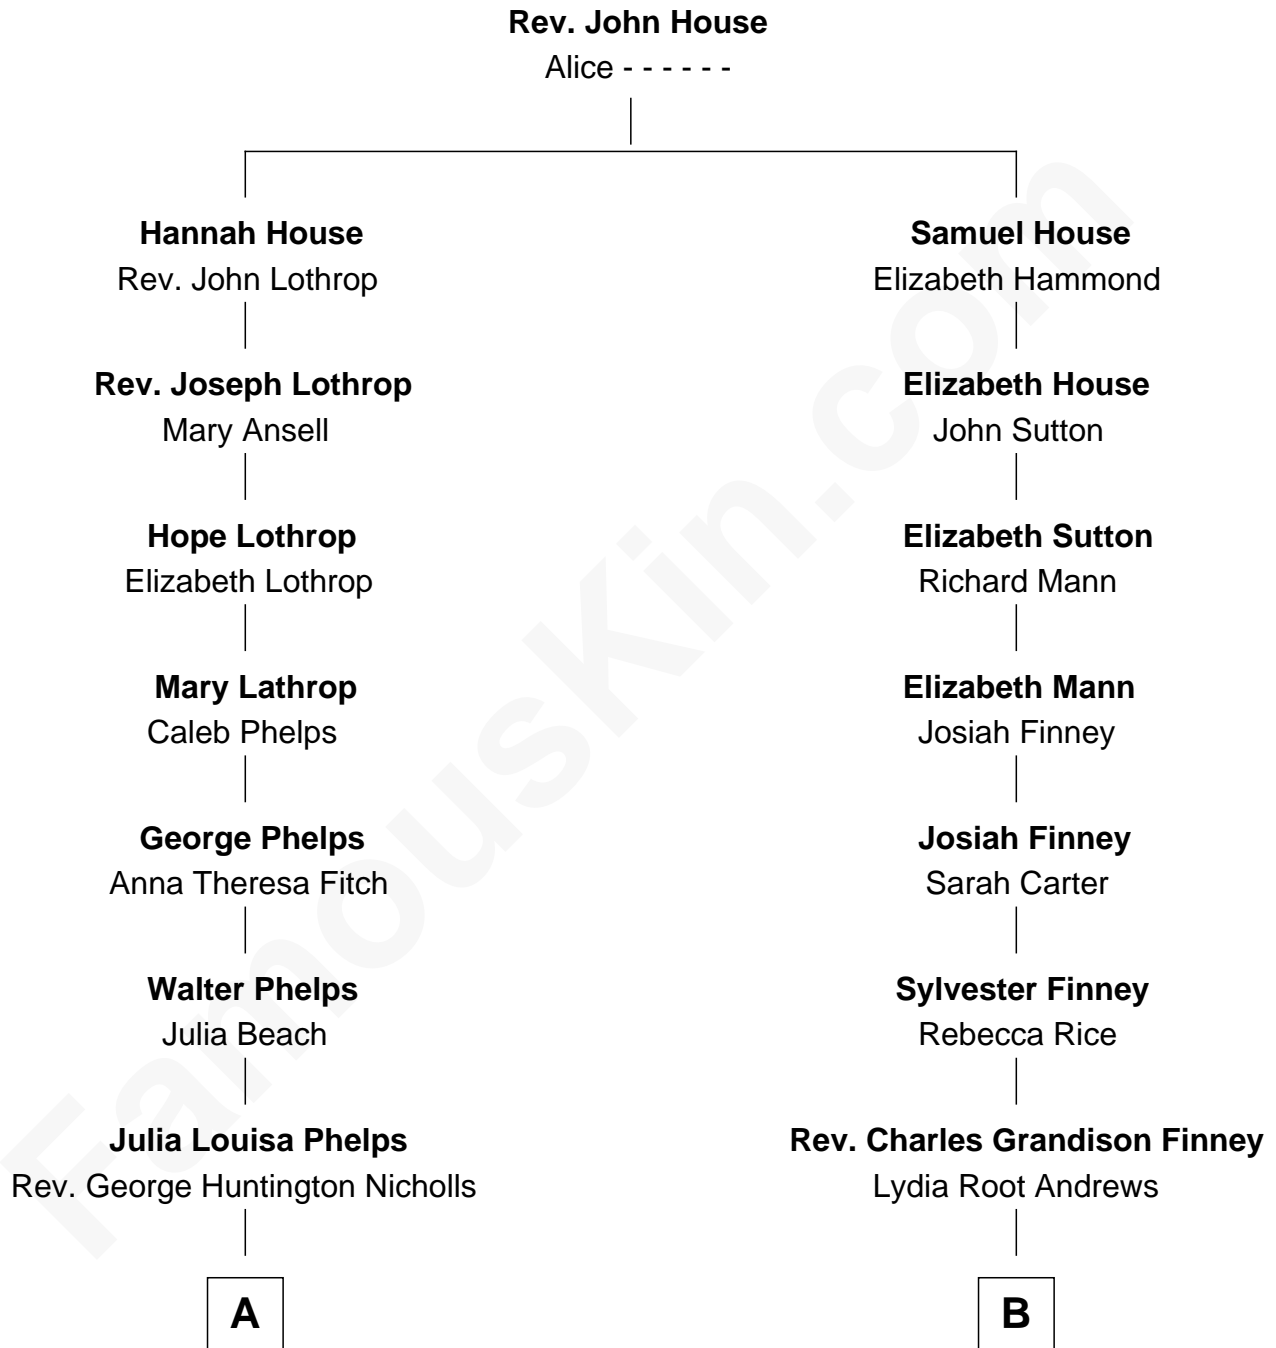 Rev. John House
Alice - - - - - -
Hannah House
Rev. John Lothrop
Samuel House
Elizabeth Hammond
Rev. Joseph Lothrop
Mary Ansell
Elizabeth House
John Sutton
Hope Lothrop
Elizabeth Lothrop
Elizabeth Sutton
Richard Mann
Mary Lathrop
Caleb Phelps
Elizabeth Mann
Josiah Finney
George Phelps
Anna Theresa Fitch
Josiah Finney
Sarah Carter
Walter Phelps
Julia Beach
Sylvester Finney
Rebecca Rice
Julia Louisa Phelps
Rev. George Huntington Nicholls
Rev. Charles Grandison Finney
Lydia Root Andrews
A
B
FamousKin.com